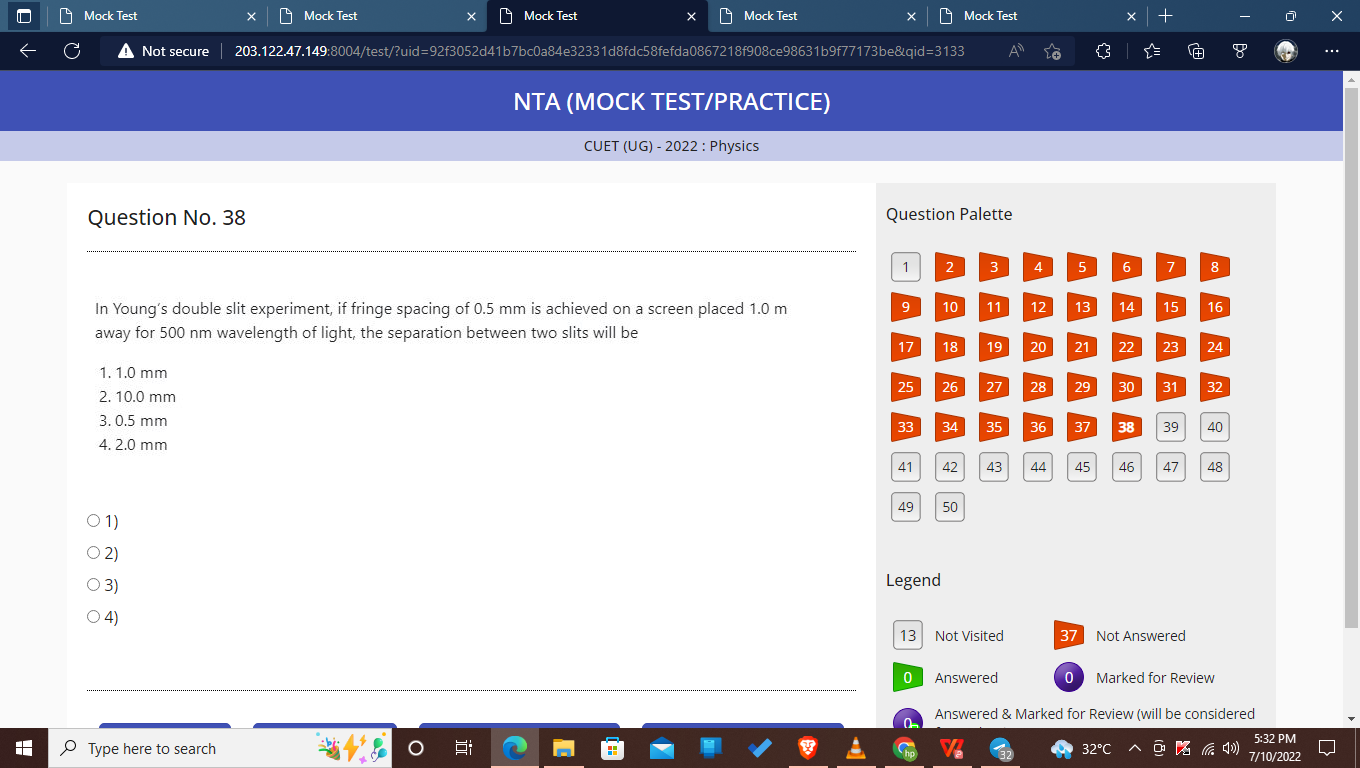 Mock Test
Mock Test
Mock Test
Mock Test
Mock Test
Not secure
203.122.47.149:8004/test/?uid=92f3052d41b7bc0a84e32331d8fdc58fefda0867218f908ce98631b9f77173be&qid=3133
NTA (MOCK TEST/PRACTICE)
CUET (UG) - 2022 : Physics
Question No. 38
In Young's double slit experiment, if fringe spacing of 0.5 mm is achieved on a screen placed 1.0 m
away for 500 nm wavelength of light, the separation between two slits will be
1. 1.0 mm
2. 10.0 mm
3. 0.5 mm
4. 2.0 mm
1)
2)
3)
4)
Question Palette
1 2 3 4 5 6 7 8
9 10 11 12 13 14 15 16
17 18 19 20 21 22 23 24
25 26 27 28 29 30 31 32
33 34 35 36 37 38 39 40
41 42 43 44 45 46 47 48
49 50
Legend
13 Not Visited 37 Not Answered
0 Answered 0 Marked for Review
0 Answered & Marked for Review (will be considered
Type here to search
hp
32
32°C
5:32 PM
7/10/2022